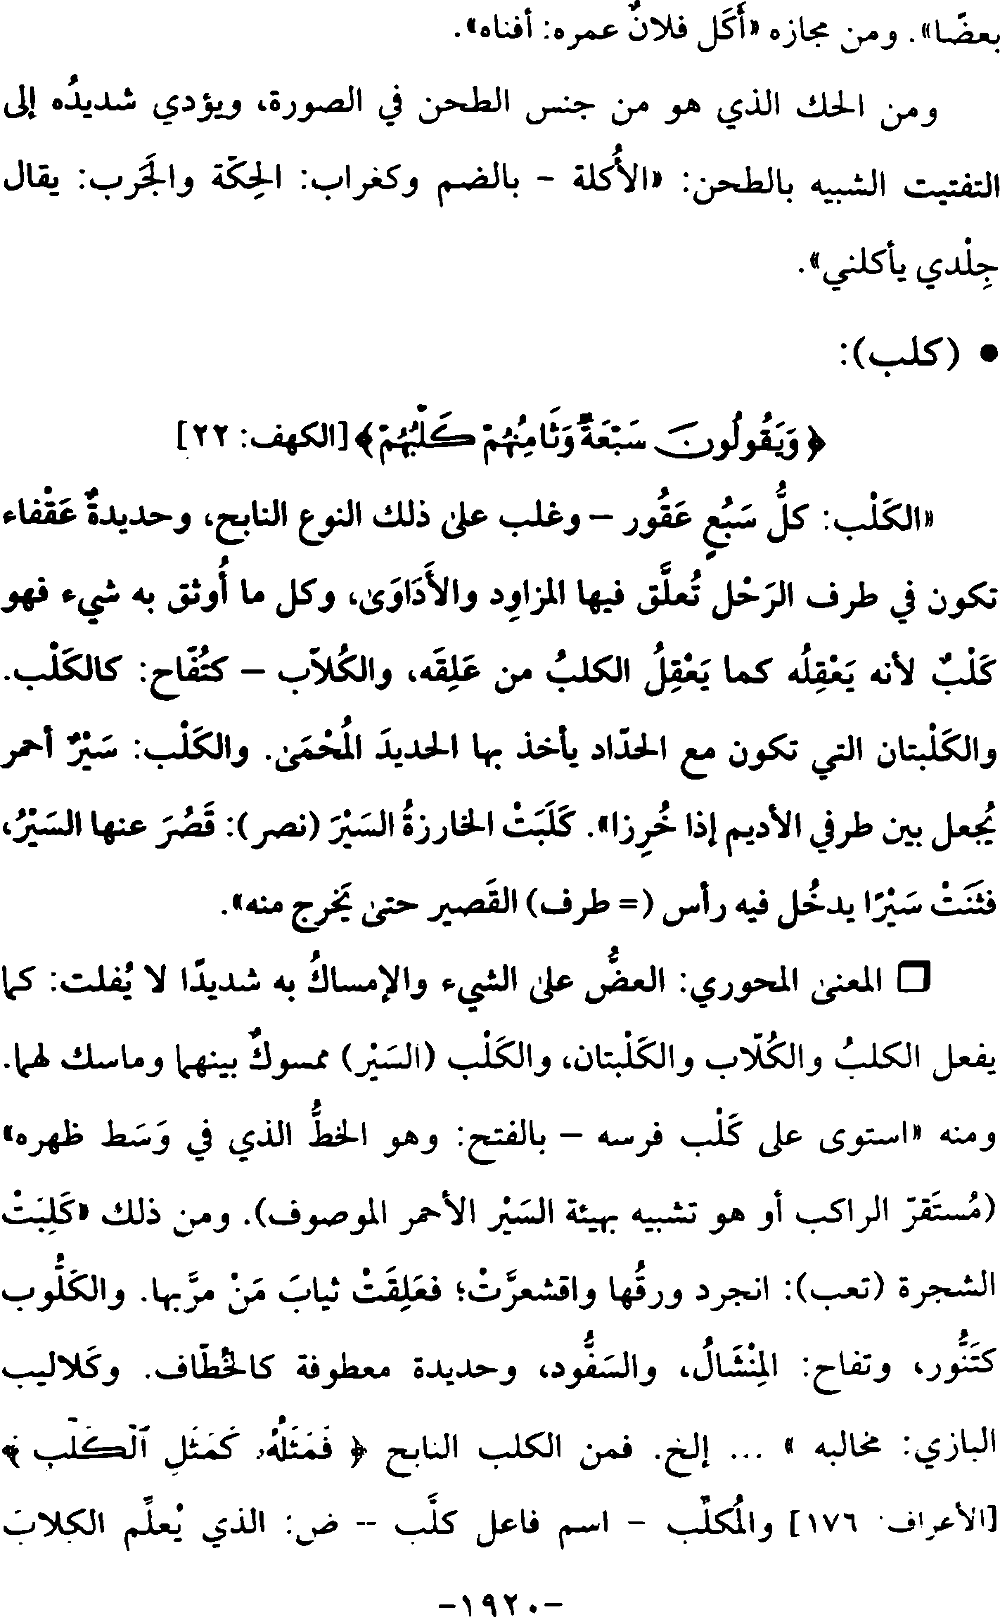 بعضًا». ومن مجازه «أَكَل فلانٌ عمره: أفناه».
ومن الحك الذي هو من جنس الطحن في الصورة، ويؤدي شديدُه إلى
التفتيت الشبيه بالطحن: «الأُكلة - بالضم وكغراب: الحِكّة والجَرب: يقال
جِلْدي يأكلني».
• (كلب):
﴿وَيَقُولُونَ سَبْعَةٌ وَثَامِنُهُمْ كَلْبُهُمْ﴾ [الكهف: ٢٢]
«الكَلْب: كلُّ سَبُعٍ عَقُور – وغلب على ذلك النوع النابح، وحديدةٌ عَقْفاء
تكون في طرف الرَحْل تُعلَّق فيها المزاوِد والأَدَاوَى، وكل ما أُوثق به شيء فهو
كَلْبٌ لأنه يَعْقِلُه كما يَعْقِلُ الكلبُ من عَلِقَه، والكُلاّب – كتُفّاح: كالكَلْب.
والكَلْبتان التي تكون مع الحدّاد يأخذ بها الحديدَ المُحْمَىٰ. والكَلْب: سَيْرٌ أحمر
يُجعل بين طرفي الأديم إذا خُرِزا». كَلَبَتْ الخارزةُ السَيْرَ (نصر): قَصُرَ عنها السَيْرُ،
فثَنَتْ سَيْرًا يدخُل فيه رأس (= طرف) القَصير حتى يَخرج منه».
❐ المعنى المحوري: العضُّ على الشيء والإمساكُ به شديدًا لا يُفلت: كما
يفعل الكلبُ والكُلّاب والكَلْبتان، والكَلْب (السَيْر) ممسوكٌ بينهما وماسك لهما.
ومنه «استوى على كَلْب فرسه – بالفتح: وهو الخطُّ الذي في وَسَط ظهره»
(مُستَقرّ الراكب أو هو تشبيه بهيئة السَيْر الأحمر الموصوف). ومن ذلك «كَلِبَتْ
الشجرة (تعب): انجرد ورقُها واقشعرَّتْ؛ فعَلِقَتْ ثيابَ مَنْ مرَّبها. والكَلُّوب
كتَنُّور، وتفاح: المِنْشَالُ، والسَفُّود، وحديدة معطوفة كالخُطّاف. وكَلاليب
البازي: مخالبه » ... إلخ. فمن الكلب النابح ﴿ فَمَثَلُهُۥ كَمَثَلِ ٱلْكَلْبِ ﴾
[الأعراف: ١٧٦] والمُكلِّب - اسم فاعل كلَّب -- ض: الذي يُعلِّم الكلابَ
-١٩٢٠-